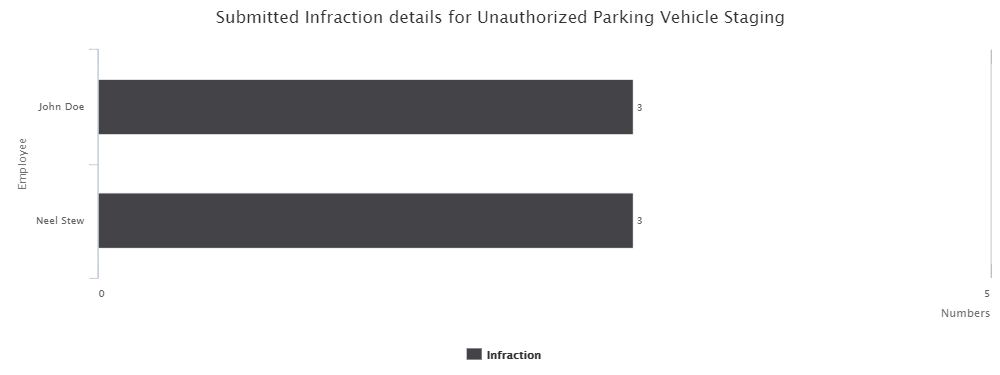 Submitted Infraction details for Unauthorized Parking Vehicle Staging
Employee
John Doe
3
Neel Stew
3
0
5
Numbers
Infraction